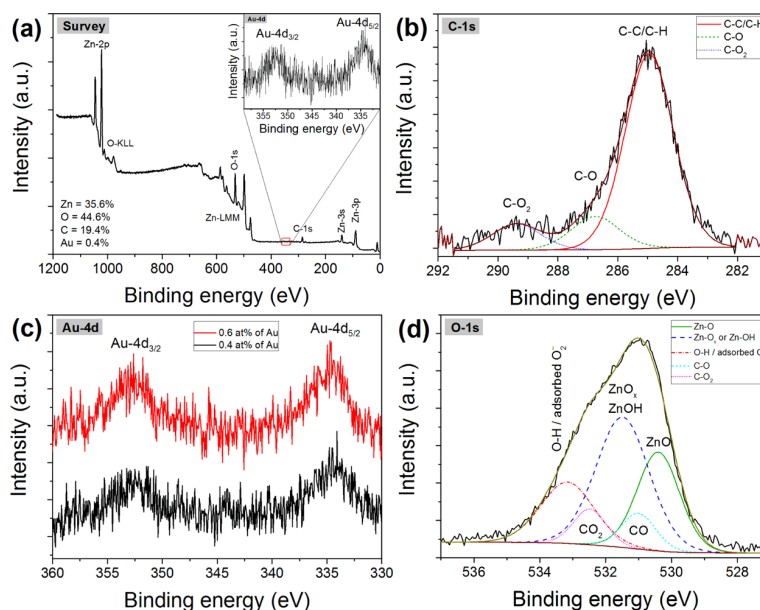 (a)
Survey
Zn-2p
O-KLL
Zn = 35.6%
O = 44.6%
C = 19.4%
Au = 0.4%
Zn-LMM
O-1s
C-1s
Zn-3s
Zn-3p
Intensity (a.u.)
1200 1000 800 600 400 200 0
Binding energy (eV)
Au-4d
Au-4d3/2
Au-4d5/2
Intensity (a.u.)
355 350 345 340 335
Binding energy (eV)
(b)
C-1s
C-C/C-H
C-O
C-O2
C-C/C-H
C-O
C-O2
Intensity (a.u.)
292 290 288 286 284 282 281
Binding energy (eV)
(c)
Au-4d
Au-4d3/2
0.6 at% of Au
0.4 at% of Au
Au-4d5/2
Intensity (a.u.)
360 355 350 345 340 335 330
Binding energy (eV)
(d)
O-1s
O-H / adsorbed O2−
ZnOx
ZnOH
ZnO
CO2
CO
Zn-O
Zn-Ox or Zn-OH
O-H / adsorbed O
C-O
C-O2
Intensity (a.u.)
536 534 532 530 528
Binding energy (eV)